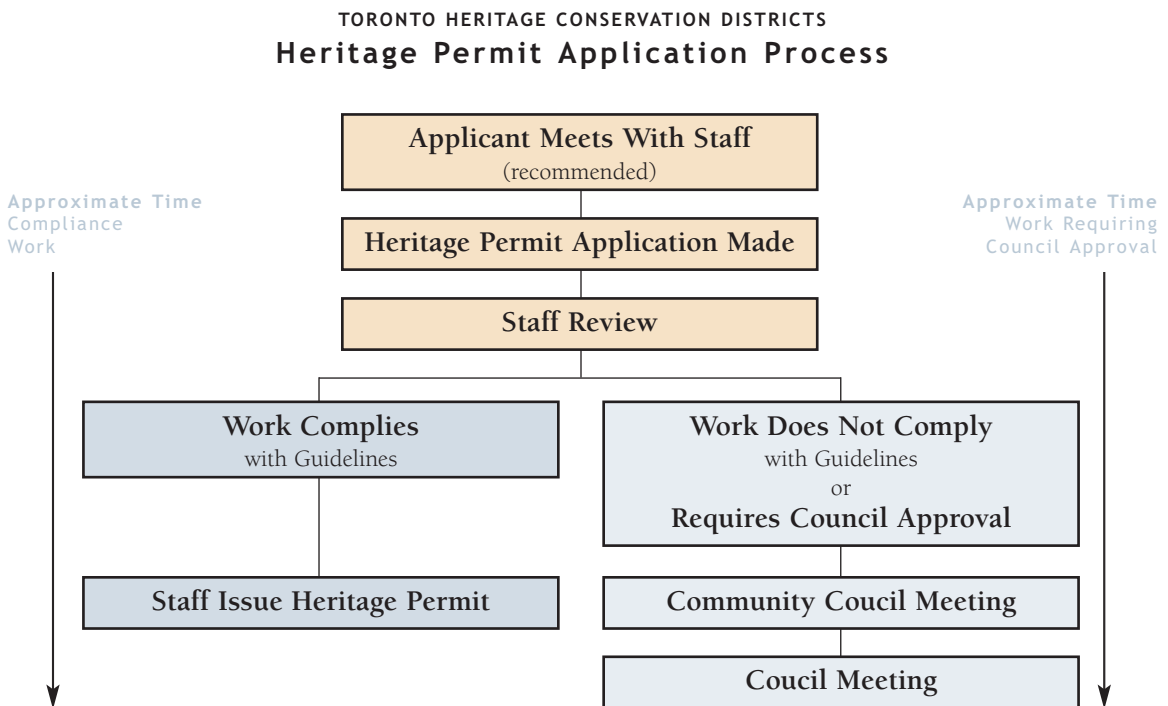 TORONTO HERITAGE CONSERVATION DISTRICTS
Heritage Permit Application Process
Applicant Meets With Staff
(recommended)
Approximate Time
Compliance
Work
Approximate Time
Work Requiring
Council Approval
Heritage Permit Application Made
Staff Review
Work Complies
with Guidelines
Work Does Not Comply
with Guidelines
or
Requires Council Approval
Staff Issue Heritage Permit
Community Coucil Meeting
Coucil Meeting